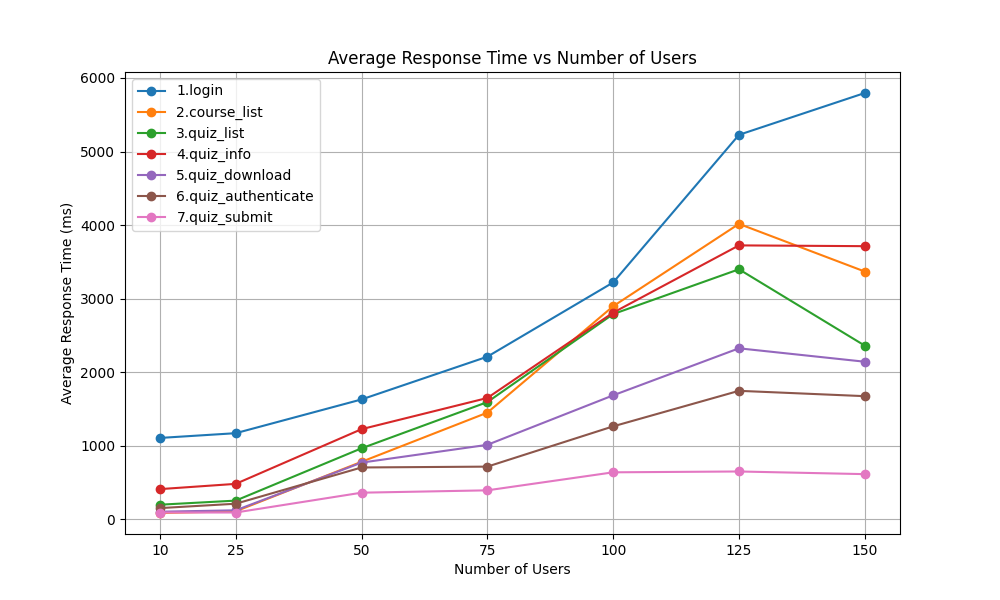 Average Response Time vs Number of Users
1.login
2.course_list
3.quiz_list
4.quiz_info
5.quiz_download
6.quiz_authenticate
7.quiz_submit
Average Response Time (ms)
6000
5000
4000
3000
2000
1000
0
10 25 50 75 100 125 150
Number of Users